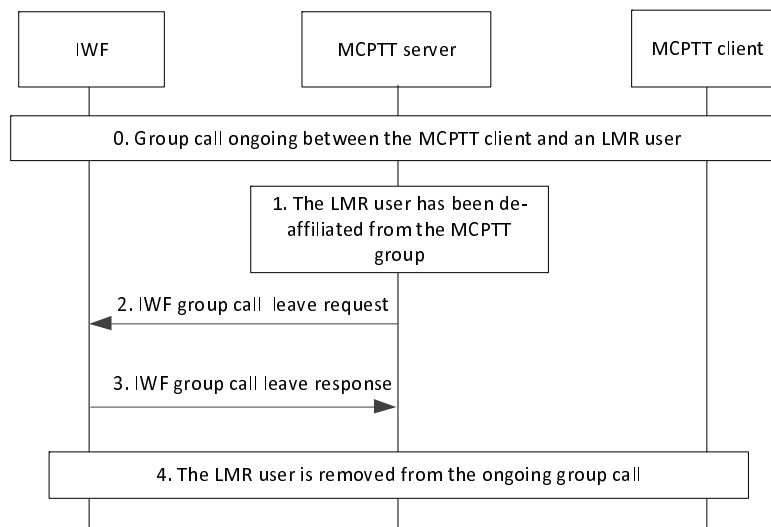 IWF
MCPTT server
MCPTT client
0. Group call ongoing between the MCPTT client and an LMR user
1. The LMR user has been de-
affiliated from the MCPTT
group
2. IWF group call leave request
3. IWF group call leave response
4. The LMR user is removed from the ongoing group call